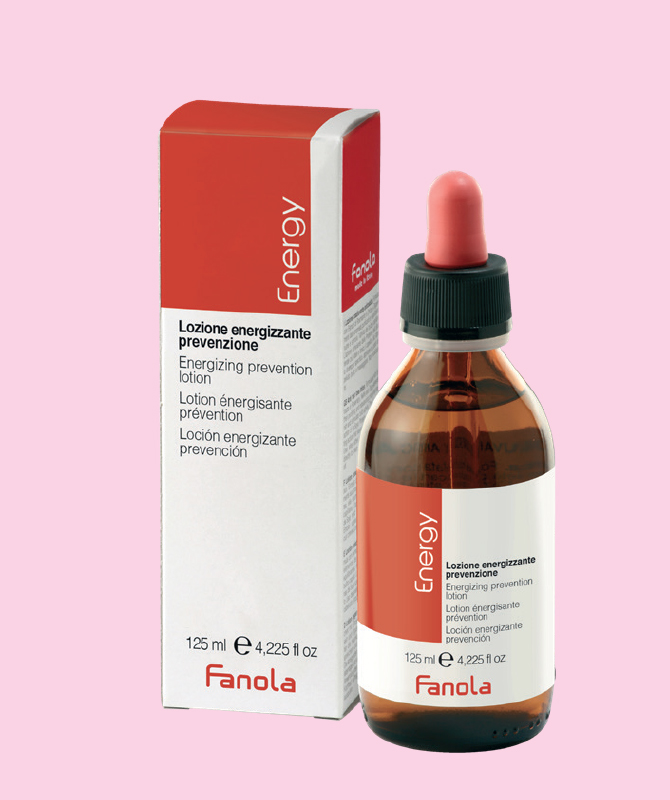 Energy
Fanola
Lozione energizzante
prevenzione
Energizing prevention
lotion
Lotion énergisante
prévention
Loción energizante
prevención
125 ml e 4,225 fl oz
Fanola
Energy
Lozione energizzante
prevenzione
Energizing prevention
lotion
Lotion énergisante
prévention
Loción energizante
prevención
125 ml e 4,225 fl oz
Fanola